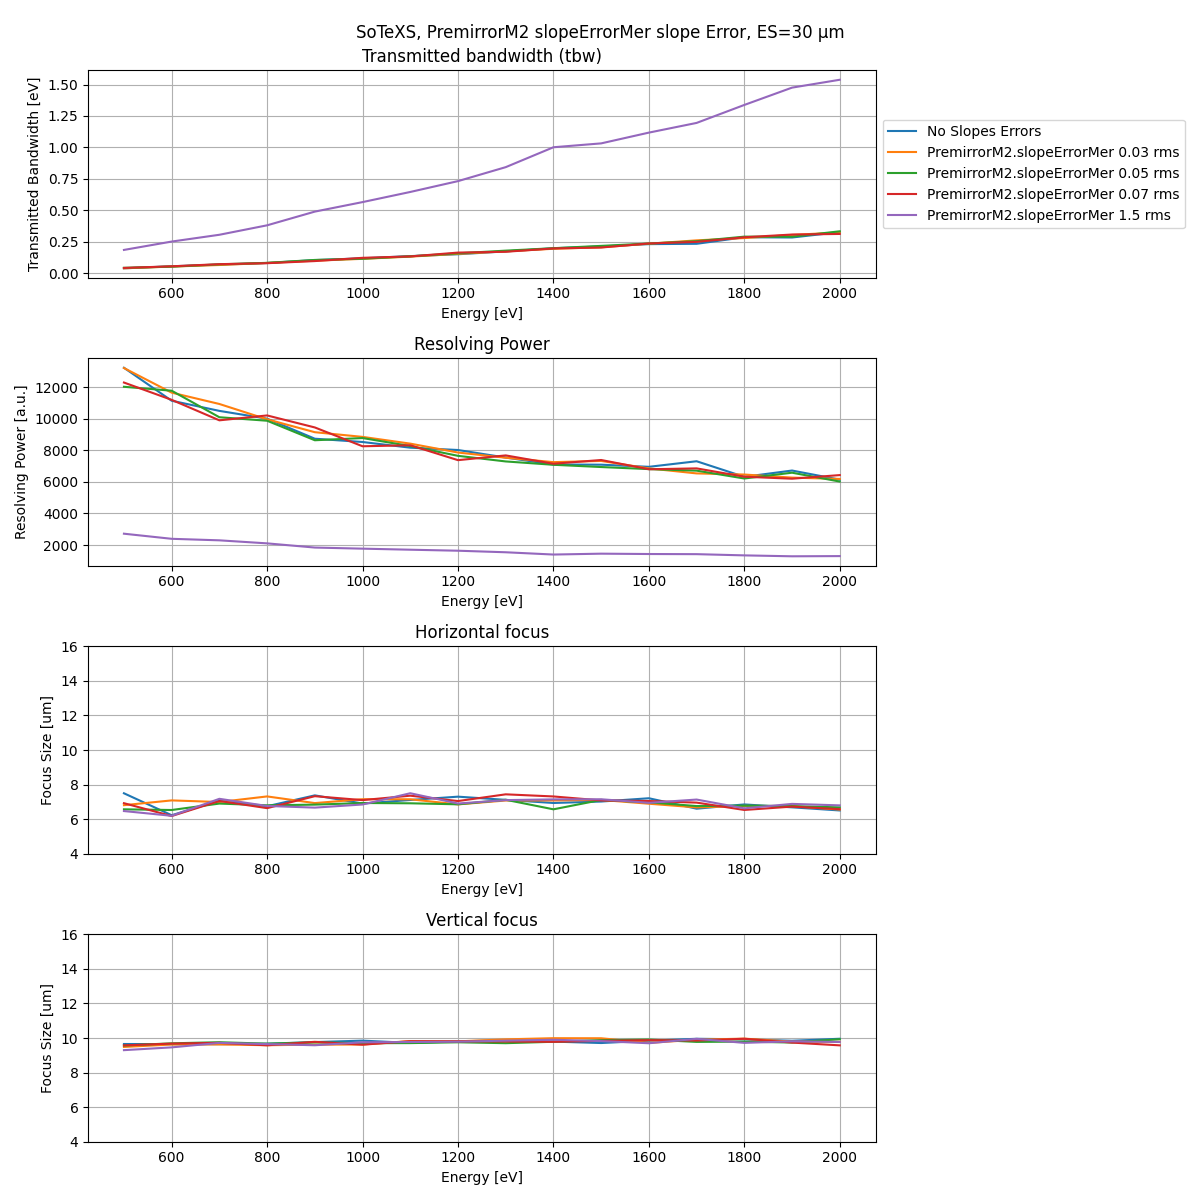 SoTeXS, PremirrorM2 slopeErrorMer slope Error, ES=30 µm
Transmitted bandwidth (tbw)
Transmitted Bandwidth [eV]
1.50
1.25
1.00
0.75
0.50
0.25
0.00
600 800 1000 1200 1400 1600 1800 2000
Energy [eV]
No Slopes Errors
PremirrorM2.slopeErrorMer 0.03 rms
PremirrorM2.slopeErrorMer 0.05 rms
PremirrorM2.slopeErrorMer 0.07 rms
PremirrorM2.slopeErrorMer 1.5 rms
Resolving Power
Resolving Power [a.u.]
12000
10000
8000
6000
4000
2000
600 800 1000 1200 1400 1600 1800 2000
Energy [eV]
Horizontal focus
Focus Size [um]
16
14
12
10
8
6
4
600 800 1000 1200 1400 1600 1800 2000
Energy [eV]
Vertical focus
Focus Size [um]
16
14
12
10
8
6
4
600 800 1000 1200 1400 1600 1800 2000
Energy [eV]